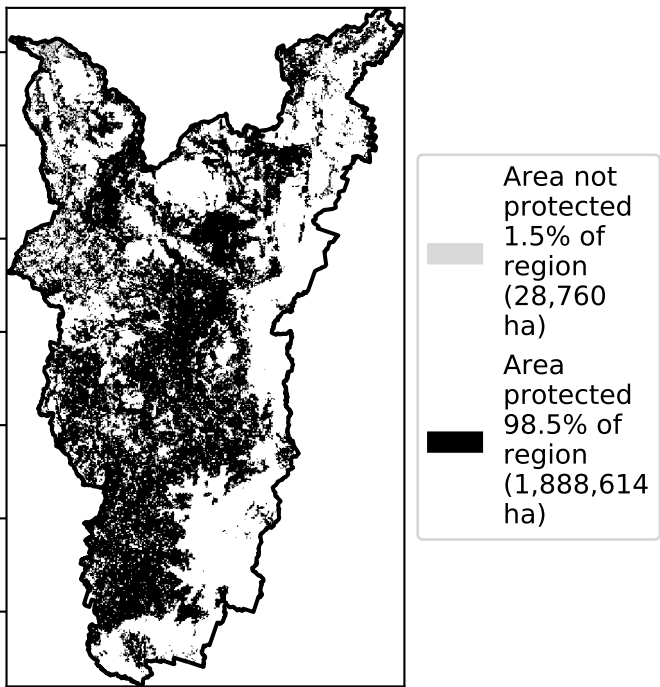 Area not
protected
1.5% of
region
(28,760
ha)
Area
protected
98.5% of
region
(1,888,614
ha)